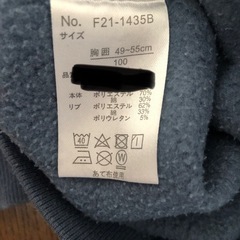 No. F21-1435B
サイズ
胸囲 49~55cm
100
品
本体 ポリエステル 70%
綿 30%
リブ ポリエステル 62%
綿 33%
ポリウレタン 5%
40
あて布使用